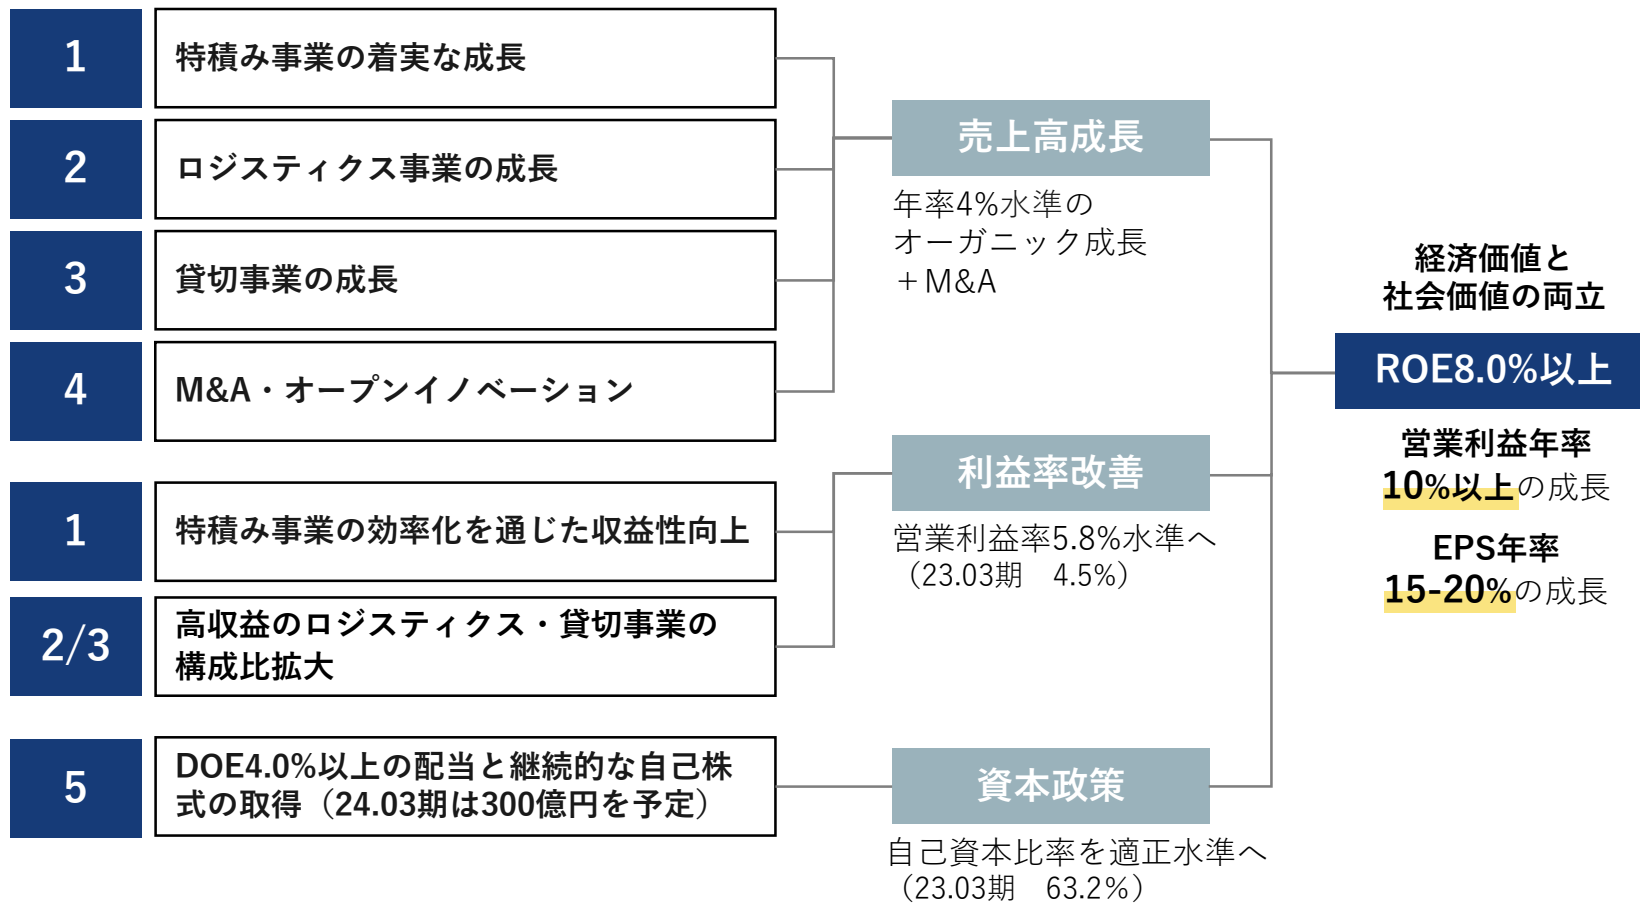 1
特積み事業の着実な成長
2
ロジスティクス事業の成長
3
貸切事業の成長
4
M&A・オープンイノベーション
売上高成長
年率4%水準の
オーガニック成長
＋M&A
1
特積み事業の効率化を通じた収益性向上
2/3
高収益のロジスティクス・貸切事業の
構成比拡大
利益率改善
営業利益率5.8%水準へ
（23.03期　4.5%）
5
DOE4.0%以上の配当と継続的な自己株
式の取得（24.03期は300億円を予定）
資本政策
自己資本比率を適正水準へ
（23.03期　63.2%）
経済価値と
社会価値の両立
ROE8.0%以上
営業利益年率
10%以上の成長
EPS年率
15-20%の成長